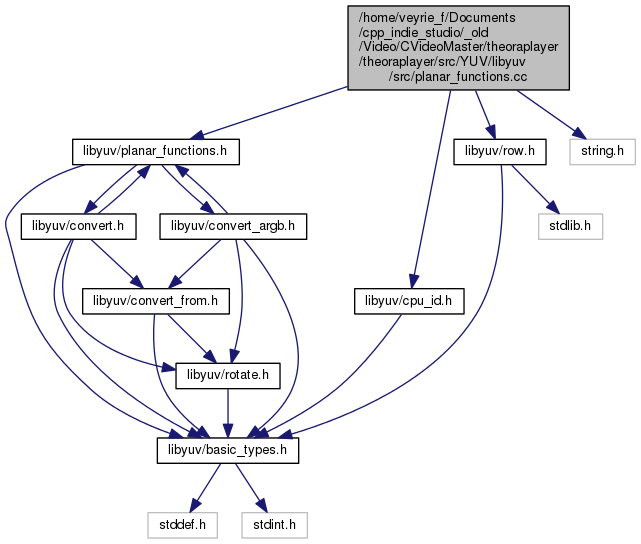 /home/veyrie_f/Documents
/cpp_indie_studio/_old
/Video/CVideoMaster/theoraplayer
/theoraplayer/src/YUV/libyuv
/src/planar_functions.cc
libyuv/planar_functions.h
libyuv/row.h
string.h
libyuv/convert.h
libyuv/convert_argb.h
stdlib.h
libyuv/convert_from.h
libyuv/cpu_id.h
libyuv/rotate.h
libyuv/basic_types.h
stddef.h
stdint.h